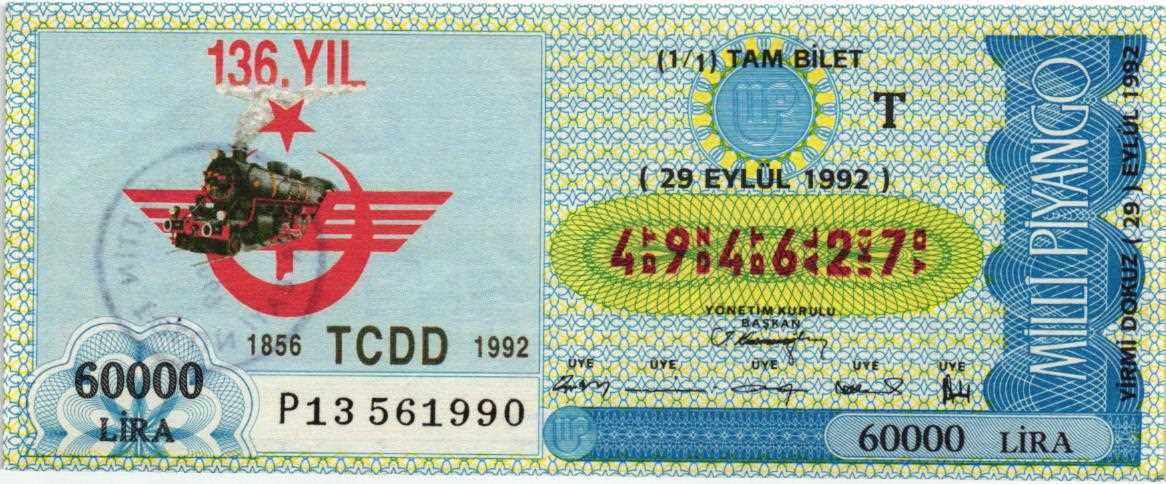 136.YIL
1856 TCDD 1992
60000
LİRA
P13 561990
(1/1) TAM BİLET
T
( 29 EYLÜL 1992 )
4 9 4 6 2 7
YÖNETİM KURULU
BAŞKAN
ÜYE ÜYE ÜYE ÜYE ÜYE
60000 LİRA
MİLLİ PİYANGO
YİRMİ DOKUZ ( 29 ) EYLÜL 1992